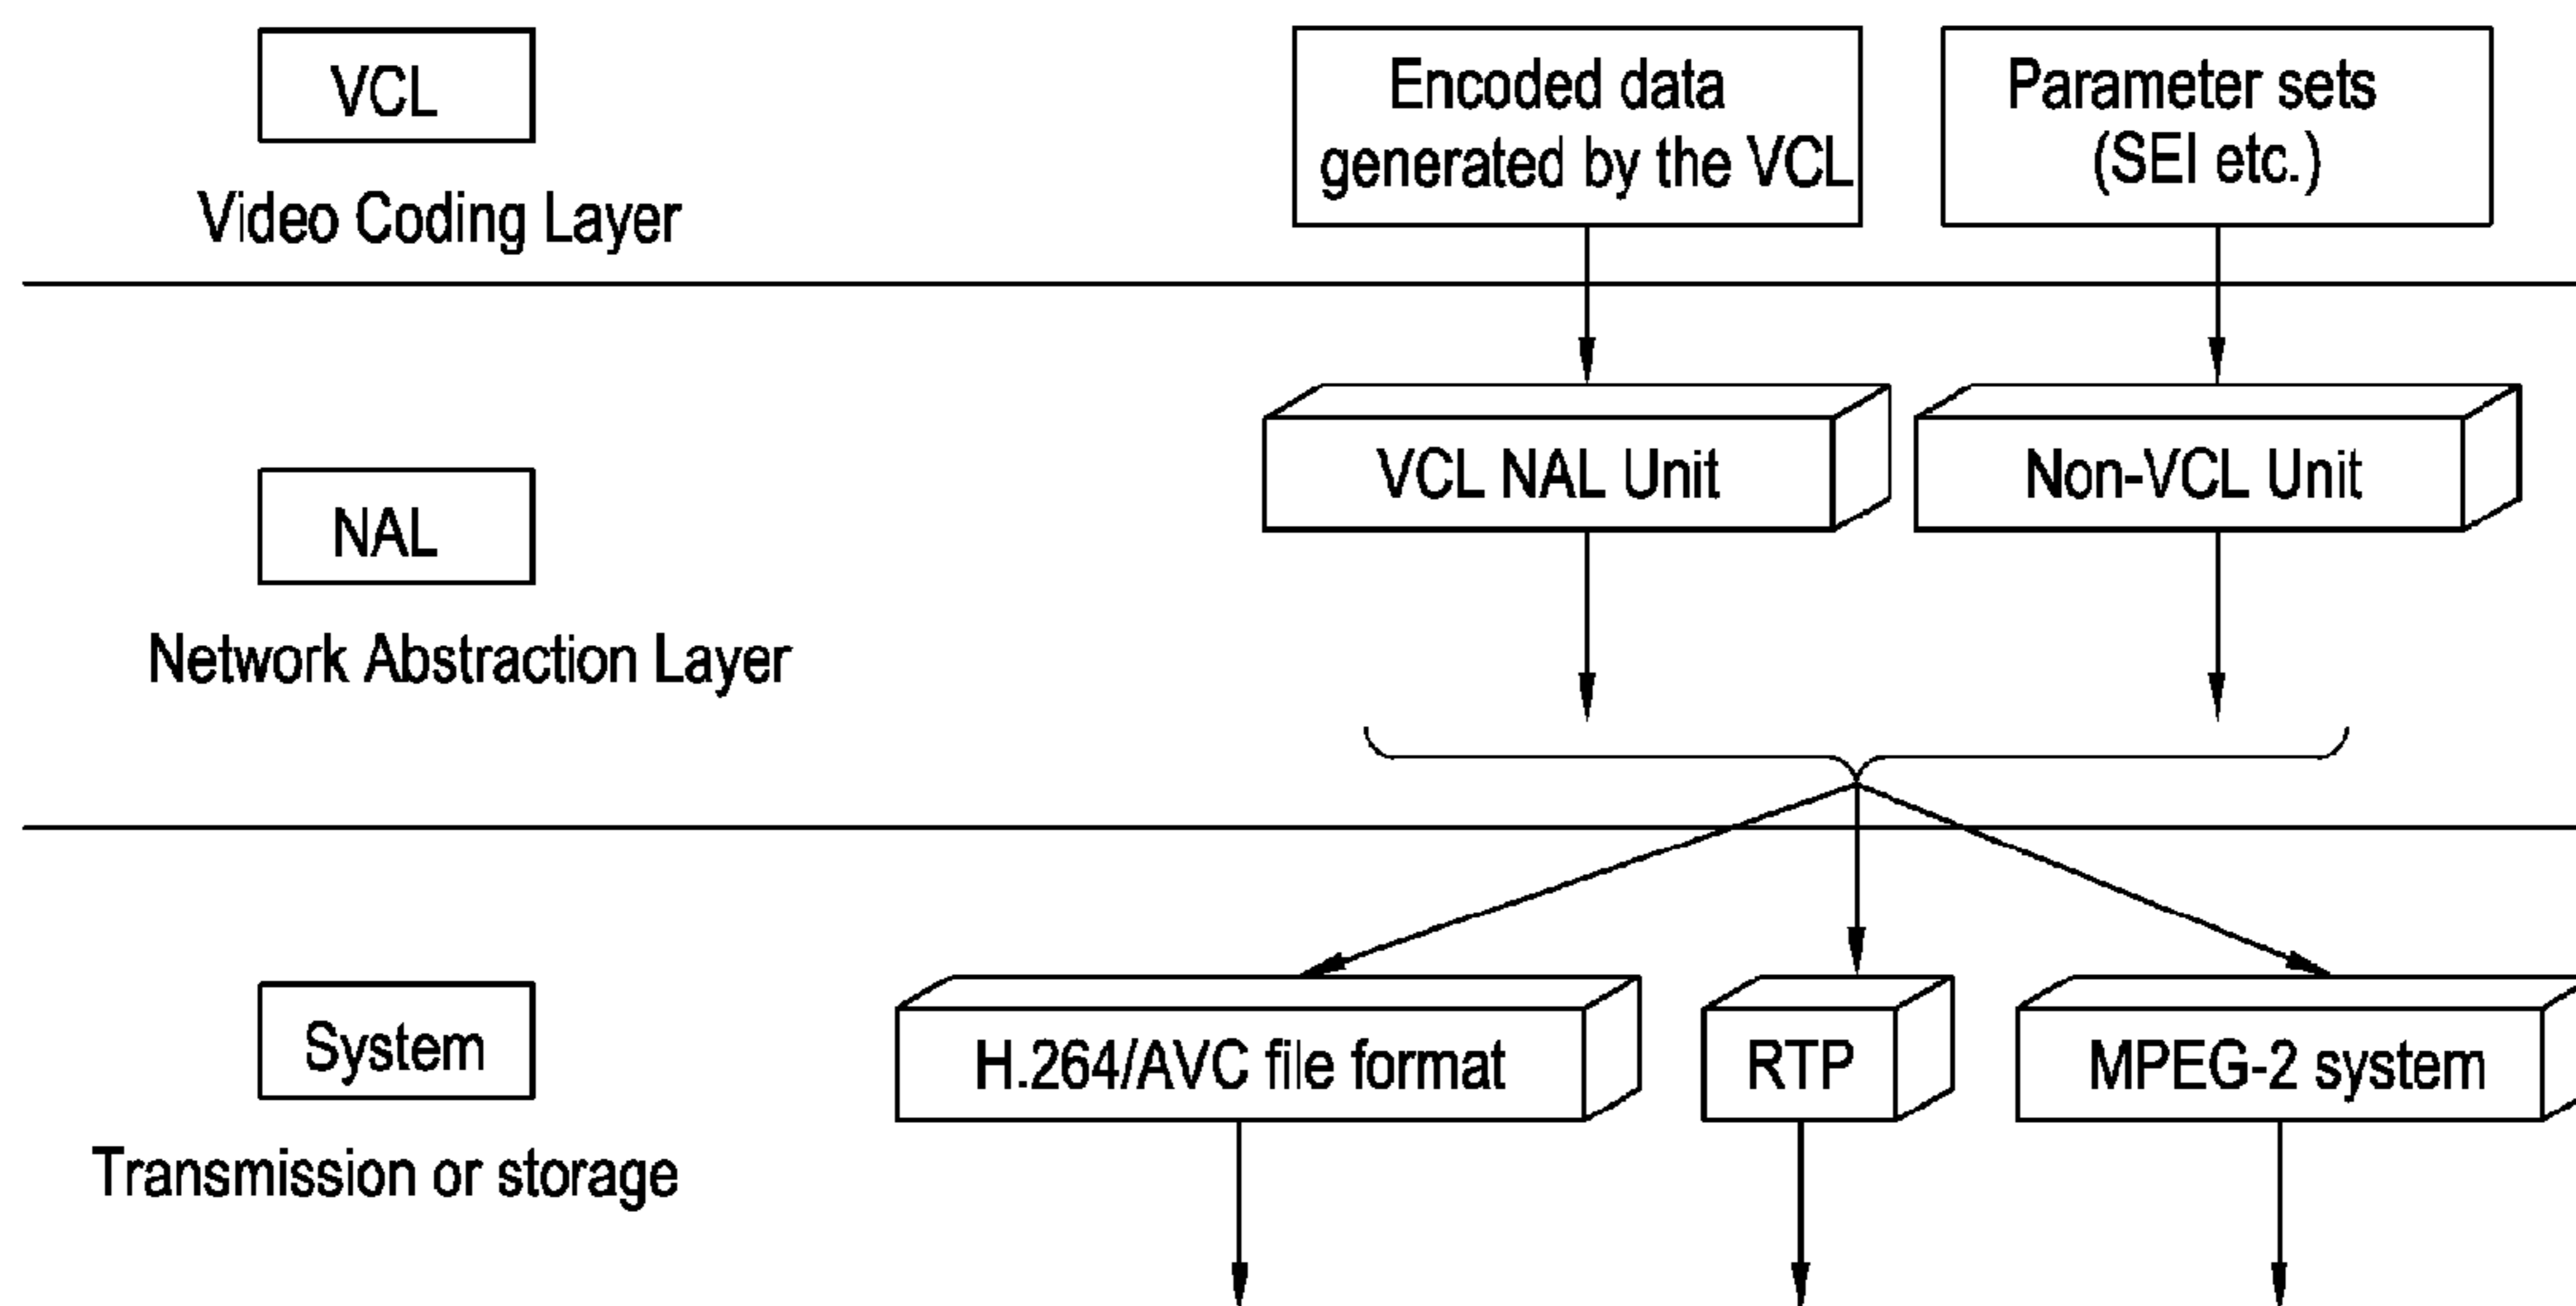 VCL
Video Coding Layer
Encoded data
generated by the VCL
Parameter sets
(SEI etc.)
NAL
Network Abstraction Layer
VCL NAL Unit
Non-VCL Unit
System
Transmission or storage
H.264/AVC file format
RTP
MPEG-2 system